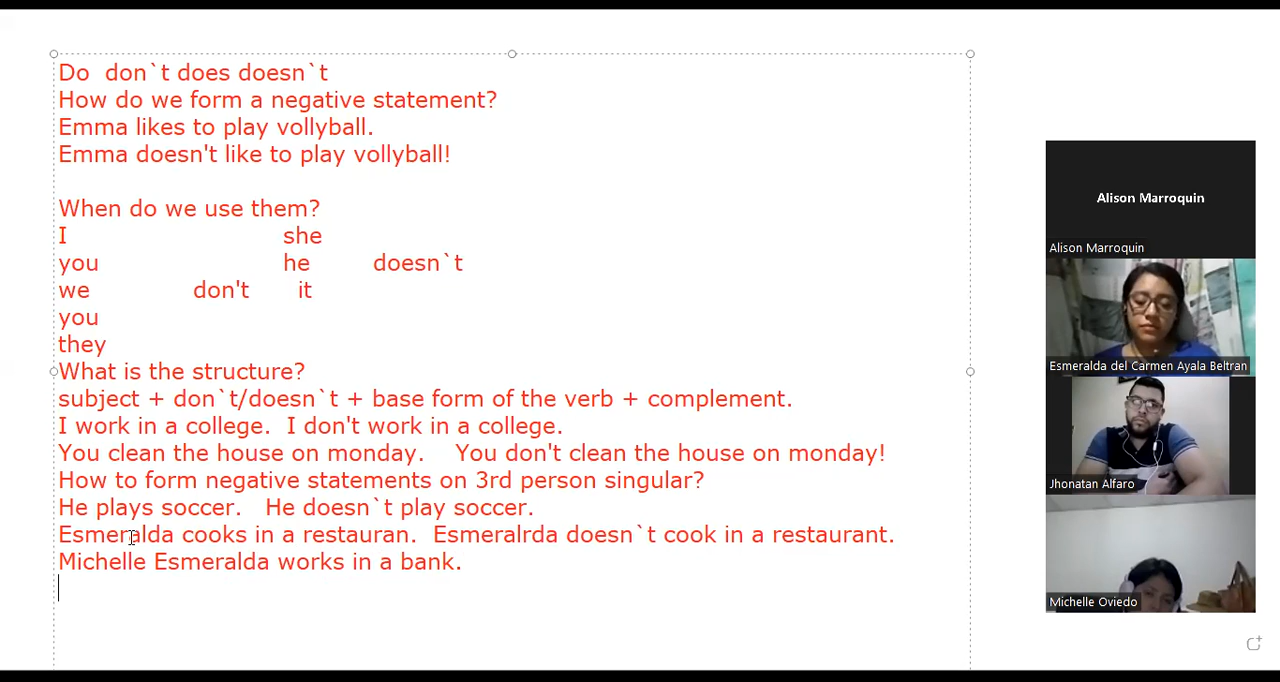 Do  don`t does doesn`t
How do we form a negative statement?
Emma likes to play vollyball.
Emma doesn't like to play vollyball!
When do we use them?
I she
you he doesn`t
we don't it
you
they
What is the structure?
subject + don`t/doesn`t + base form of the verb + complement.
I work in a college.  I don't work in a college.
You clean the house on monday.    You don't clean the house on monday!
How to form negative statements on 3rd person singular?
He plays soccer.   He doesn`t play soccer.
Esmeralda cooks in a restauran.  Esmeralrda doesn`t cook in a restaurant.
Michelle Esmeralda works in a bank.
Alison Marroquin
Alison Marroquin
Esmeralda del Carmen Ayala Beltran
Jhonatan Alfaro
Michelle Oviedo